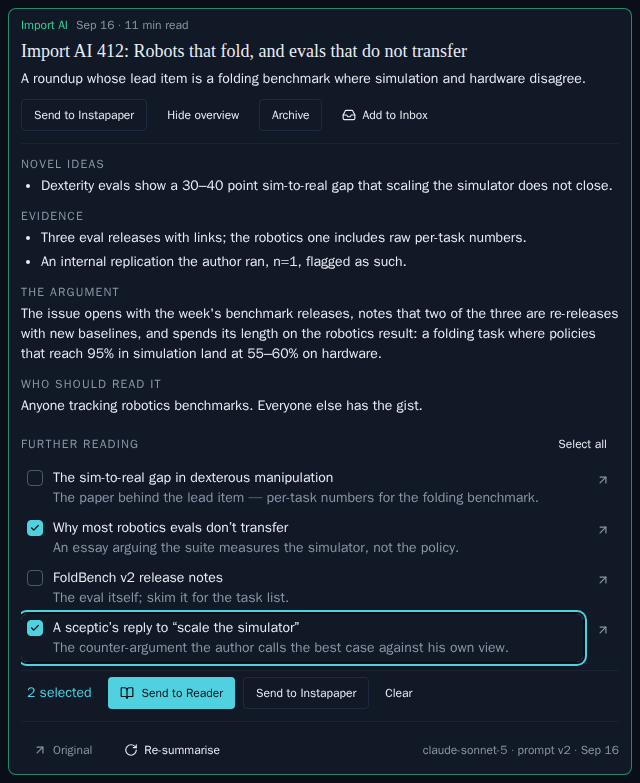 Import AI Sep 16 · 11 min read
Import AI 412: Robots that fold, and evals that do not transfer
A roundup whose lead item is a folding benchmark where simulation and hardware disagree.
Send to Instapaper Hide overview Archive Add to Inbox
NOVEL IDEAS
• Dexterity evals show a 30–40 point sim-to-real gap that scaling the simulator does not close.
EVIDENCE
• Three eval releases with links; the robotics one includes raw per-task numbers.
• An internal replication the author ran, n=1, flagged as such.
THE ARGUMENT
The issue opens with the week's benchmark releases, notes that two of the three are re-releases
with new baselines, and spends its length on the robotics result: a folding task where policies
that reach 95% in simulation land at 55–60% on hardware.
WHO SHOULD READ IT
Anyone tracking robotics benchmarks. Everyone else has the gist.
FURTHER READING Select all
The sim-to-real gap in dexterous manipulation
The paper behind the lead item — per-task numbers for the folding benchmark.
Why most robotics evals don’t transfer
An essay arguing the suite measures the simulator, not the policy.
FoldBench v2 release notes
The eval itself; skim it for the task list.
A sceptic’s reply to “scale the simulator”
The counter-argument the author calls the best case against his own view.
2 selected Send to Reader Send to Instapaper Clear
Original Re-summarise claude-sonnet-5 · prompt v2 · Sep 16